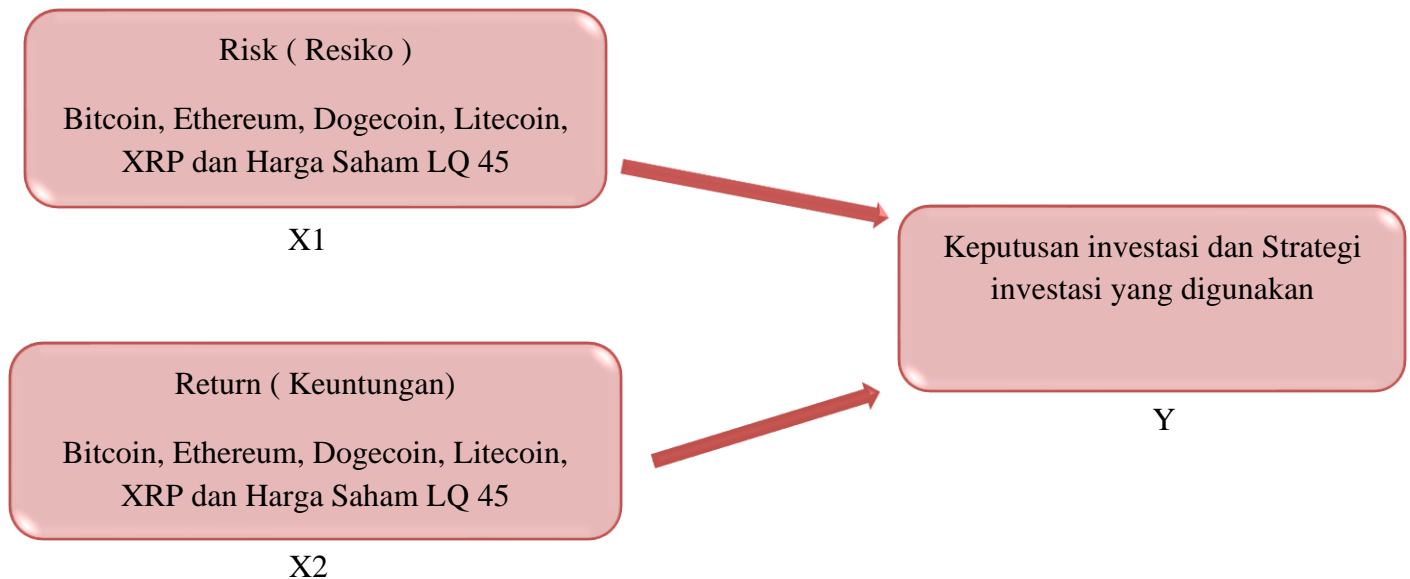 Risk ( Resiko )
Bitcoin, Ethereum, Dogecoin, Litecoin,
XRP dan Harga Saham LQ 45
X1
Return ( Keuntungan)
Bitcoin, Ethereum, Dogecoin, Litecoin,
XRP dan Harga Saham LQ 45
X2
Keputusan investasi dan Strategi
investasi yang digunakan
Y